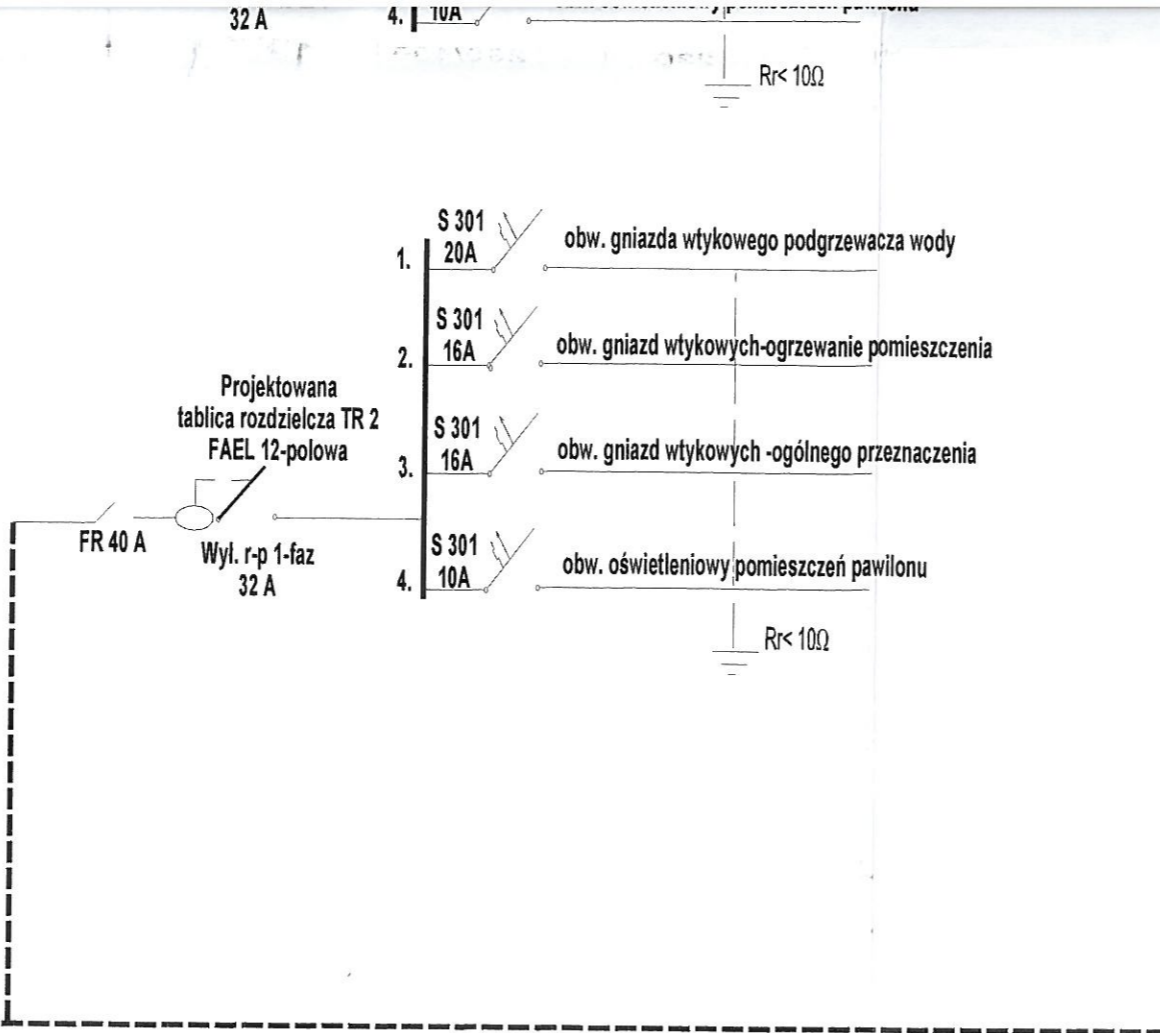 32 A
4.
10A
Rr< 10Ω
S 301
20A
1.
obw. gniazda wtykowego podgrzewacza wody
S 301
16A
2.
obw. gniazd wtykowych-ogrzewanie pomieszczenia
Projektowana
tablica rozdzielcza TR 2
FAEL 12-polowa
S 301
16A
3.
obw. gniazd wtykowych -ogólnego przeznaczenia
FR 40 A
Wył. r-p 1-faz
32 A
S 301
10A
4.
obw. oświetleniowy pomieszczeń pawilonu
Rr< 10Ω